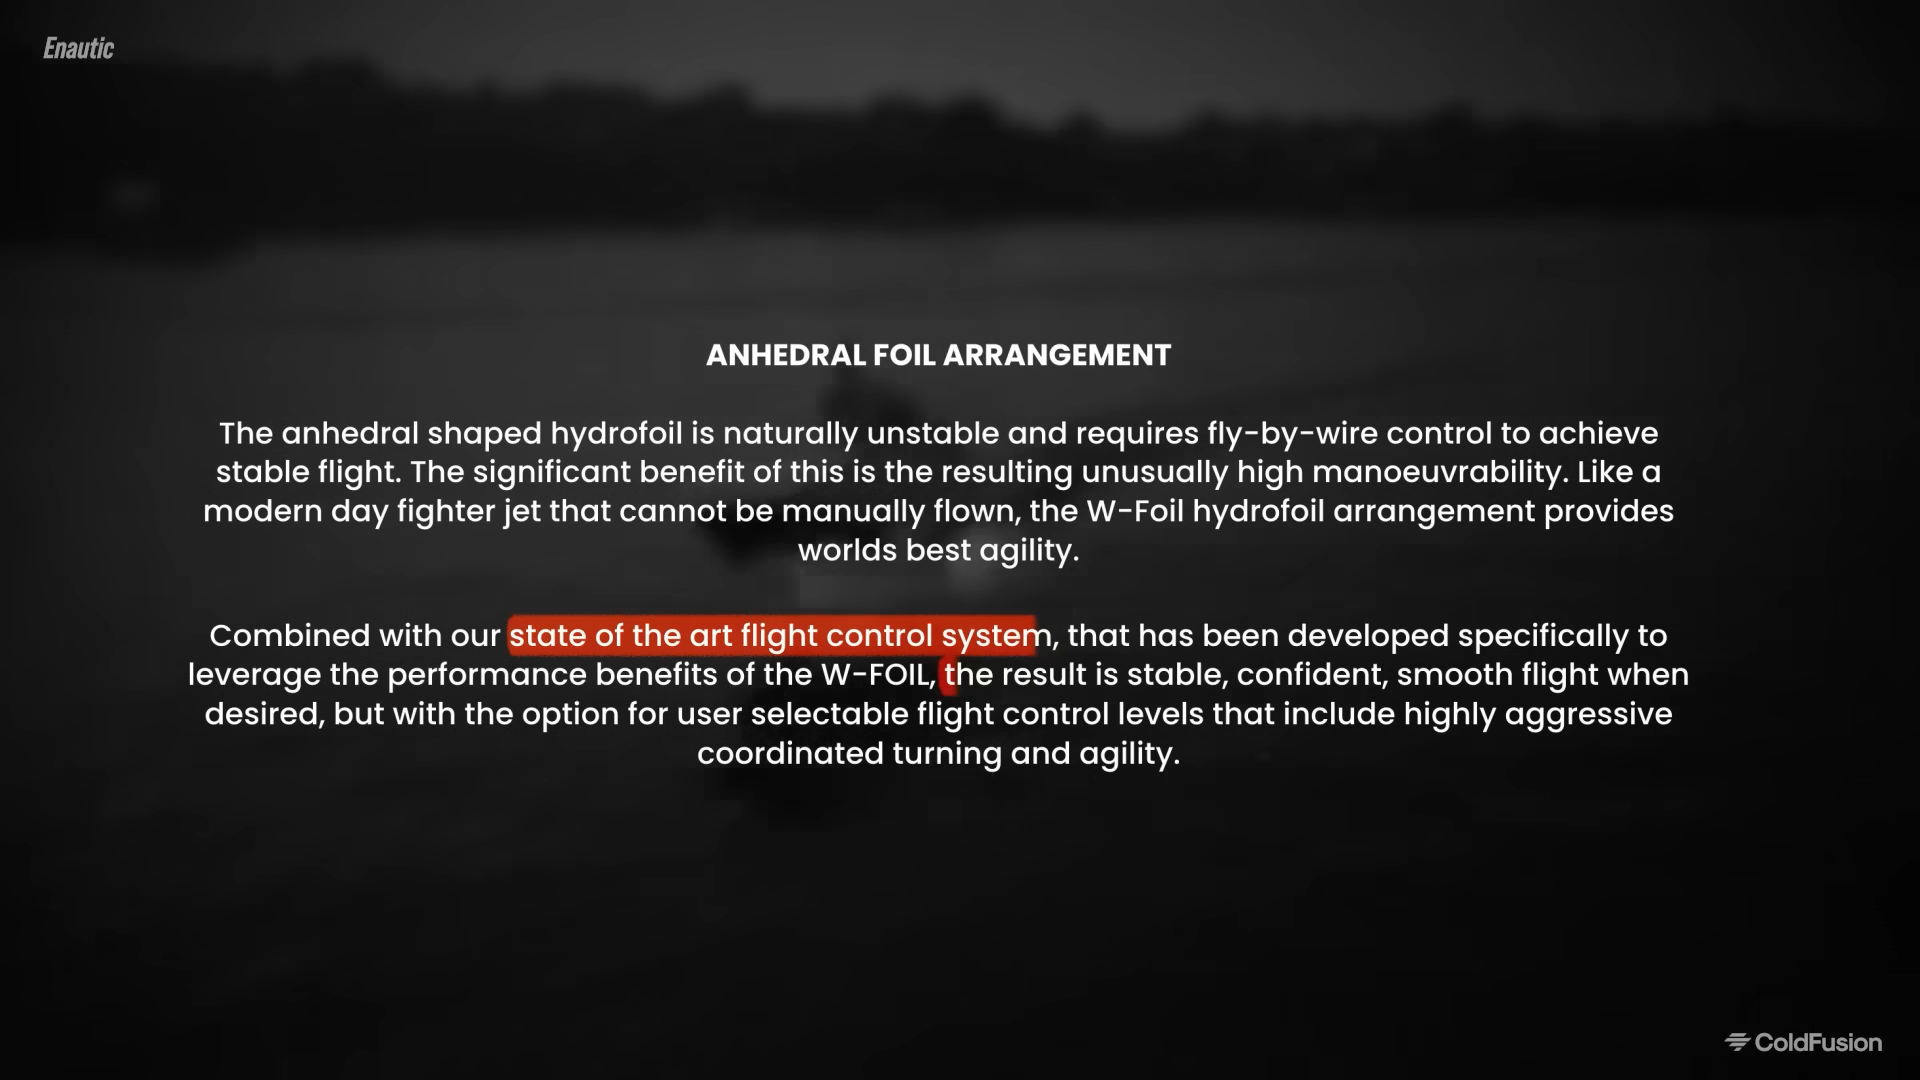 Enautic
ANHEDRAL FOIL ARRANGEMENT
The anhedral shaped hydrofoil is naturally unstable and requires fly-by-wire control to achieve
stable flight. The significant benefit of this is the resulting unusually high manoeuvrability. Like a
modern day fighter jet that cannot be manually flown, the W-Foil hydrofoil arrangement provides
worlds best agility.
Combined with our state of the art flight control system, that has been developed specifically to
leverage the performance benefits of the W-FOIL, the result is stable, confident, smooth flight when
desired, but with the option for user selectable flight control levels that include highly aggressive
coordinated turning and agility.
ColdFusion